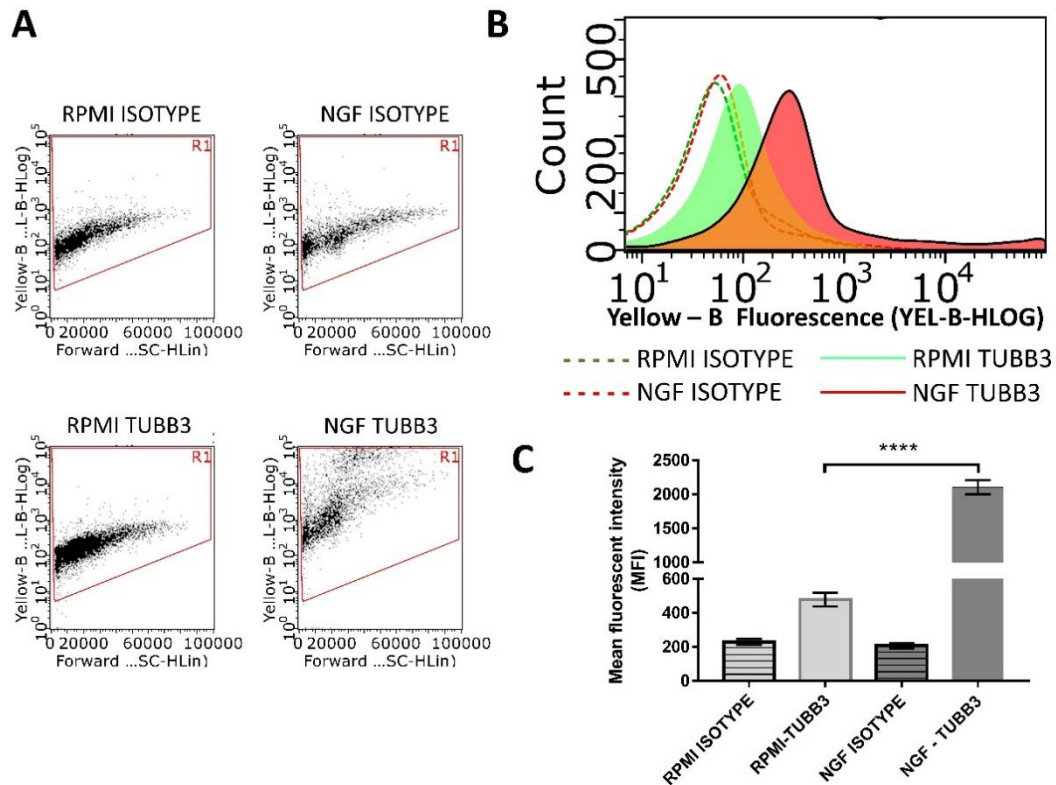 A
RPMI ISOTYPE
R1
10^5
10^4
10^3
10^2
10^1
10^0
Yellow-B ...L-B-HLog)
0 20000 60000 100000
Forward ...SC-HLin)
NGF ISOTYPE
R1
10^5
10^4
10^3
10^2
10^1
10^0
Yellow-B ...L-B-HLog)
0 20000 60000 100000
Forward ...SC-HLin)
RPMI TUBB3
R1
10^5
10^4
10^3
10^2
10^1
10^0
Yellow-B ...L-B-HLog)
0 20000 60000 100000
Forward ...SC-HLin)
NGF TUBB3
R1
10^5
10^4
10^3
10^2
10^1
10^0
Yellow-B ...L-B-HLog)
0 20000 60000 100000
Forward ...SC-HLin)
B
Count
500
200
0
10^1 10^2 10^3 10^4
Yellow – B Fluorescence (YEL-B-HLOG)
RPMI ISOTYPE
RPMI TUBB3
NGF ISOTYPE
NGF TUBB3
C
****
Mean fluorescent intensity
(MFI)
2500
2000
1500
1000
600
400
200
0
RPMI ISOTYPE
RPMI-TUBB3
NGF ISOTYPE
NGF - TUBB3